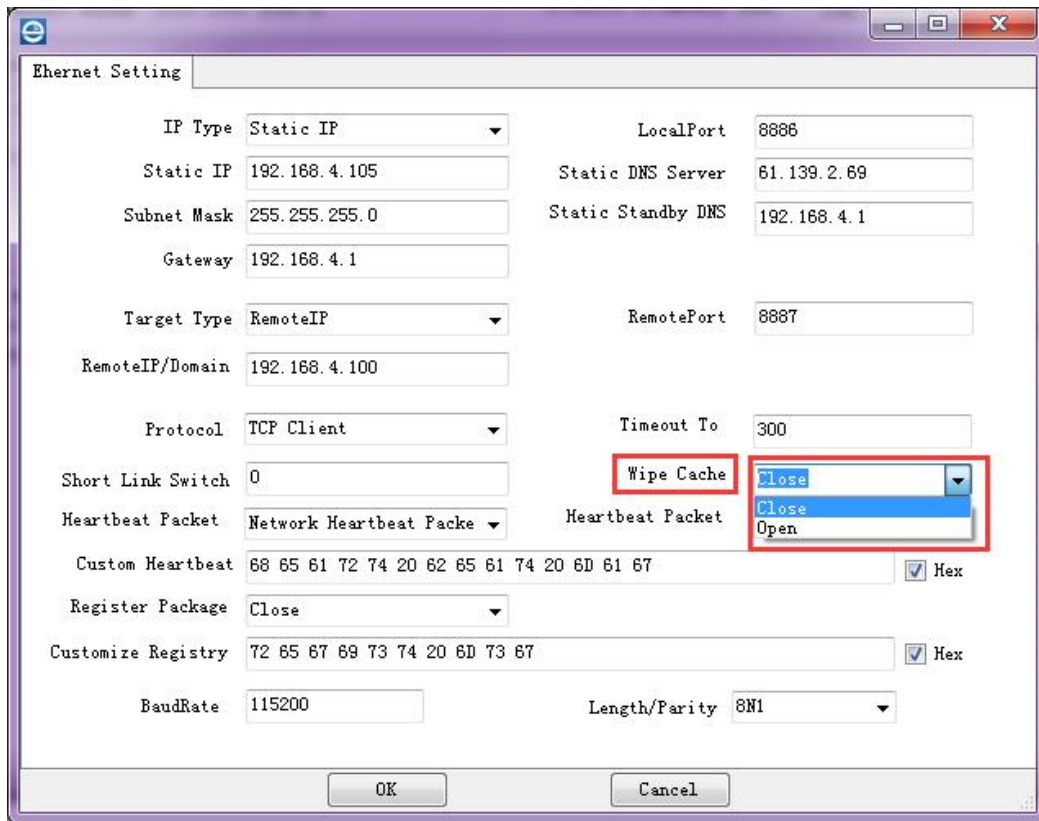 Ehernet Setting
IP Type Static IP LocalPort 8886
Static IP 192.168.4.105 Static DNS Server 61.139.2.69
Subnet Mask 255.255.255.0 Static Standby DNS 192.168.4.1
Gateway 192.168.4.1
Target Type RemoteIP RemotePort 8887
RemoteIP/Domain 192.168.4.100
Protocol TCP Client Timeout To 300
Short Link Switch 0 Wipe Cache Close
Close
Heartbeat Packet Network Heartbeat Packe Heartbeat Packet Open
Custom Heartbeat 68 65 61 72 74 20 62 65 61 74 20 6D 61 67 Hex
Register Package Close
Customize Registry 72 65 67 69 73 74 20 6D 73 67 Hex
BaudRate 115200 Length/Parity 8N1
OK Cancel